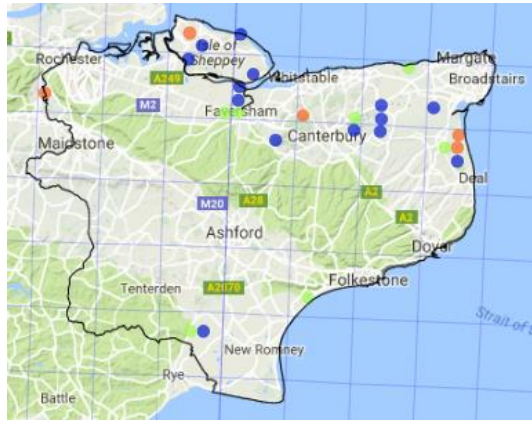 Rochester
Isle of
Sheppey
Margate
A249
Whitstable
Broadstairs
M2
Faversham
Canterbury
Maidstone
Deal
A2
M20
A28
A2
Ashford
Dover
Folkestone
Tenterden
A2070
Strait of
New Romney
Rye
Battle